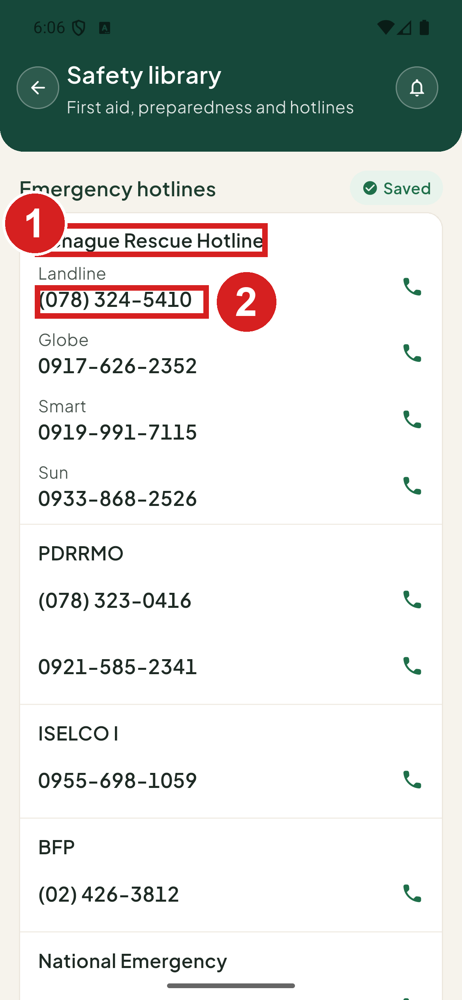 6:06
Safety library
First aid, preparedness and hotlines
Emergency hotlines
Saved
1
Rescue Hotline
Landline
(078) 324-5410
2
Globe
0917-626-2352
Smart
0919-991-7115
Sun
0933-868-2526
PDRRMO
(078) 323-0416
0921-585-2341
ISELCO I
0955-698-1059
BFP
(02) 426-3812
National Emergency